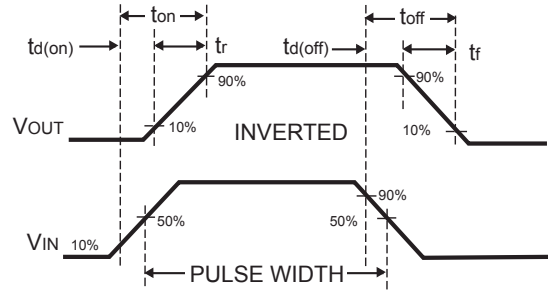 ton
toff
td(on)
tr
td(off)
tf
90%
90%
VOUT
10%
INVERTED
10%
90%
50%
50%
VIN
10%
PULSE WIDTH